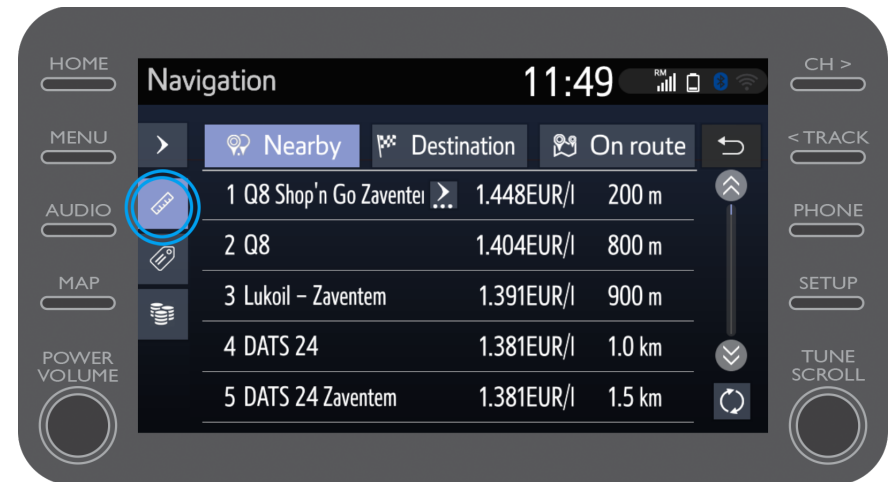 HOME
CH >
Navigation 11:49 RM
MENU
< TRACK
Nearby Destination On route
AUDIO
PHONE
1 Q8 Shop'n Go Zaventei 1.448EUR/l 200 m
2 Q8 1.404EUR/l 800 m
MAP
SETUP
3 Lukoil – Zaventem 1.391EUR/l 900 m
4 DATS 24 1.381EUR/l 1.0 km
POWER
VOLUME
TUNE
SCROLL
5 DATS 24 Zaventem 1.381EUR/l 1.5 km